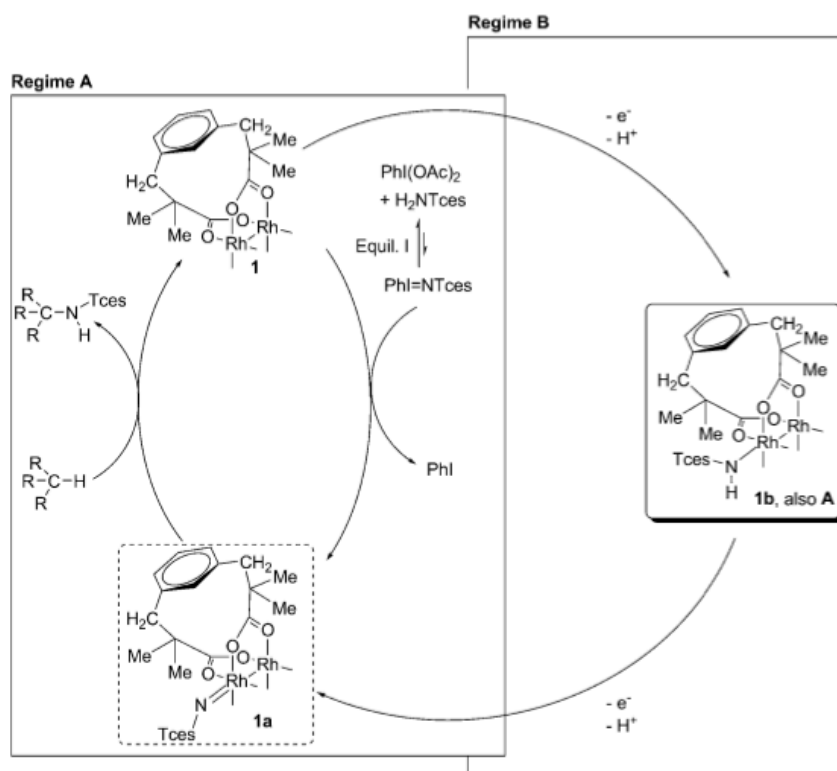 Regime B
Regime A
- e⁻
- H⁺
CH₂
Me
Me
H₂C
Me
Me
O
O
O
O
Rh
Rh
1
PhI(OAc)₂
+ H₂NTces
Equil. I
PhI=NTces
R
R
R
C
N
Tces
H
R
R
R
C
H
PhI
CH₂
Me
Me
H₂C
Me
Me
O
O
O
O
Rh
Rh
Tces
N
H
1b, also A
CH₂
Me
Me
H₂C
Me
Me
O
O
O
O
Rh
Rh
N
Tces
1a
- e⁻
- H⁺